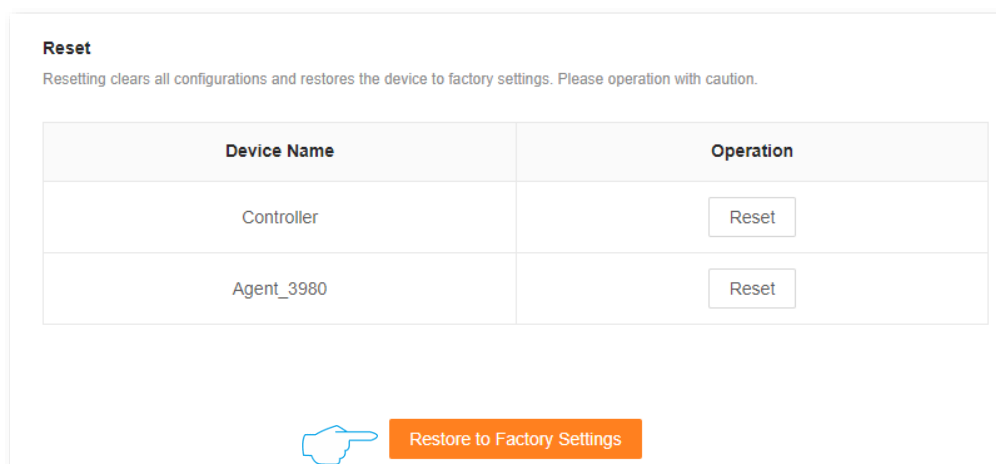 Reset
Resetting clears all configurations and restores the device to factory settings. Please operation with caution.
Device Name Operation
Controller Reset
Agent_3980 Reset
Restore to Factory Settings